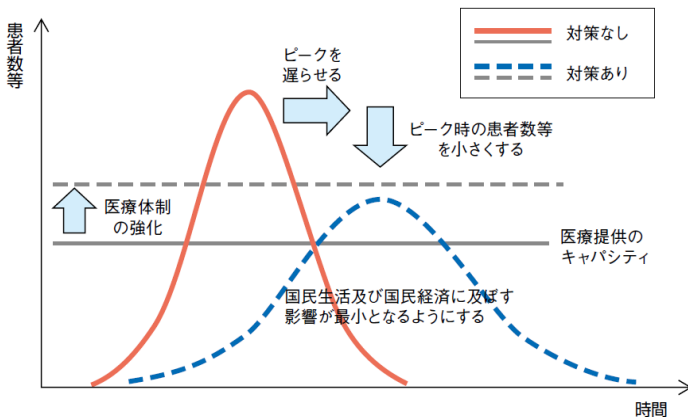 患者数等
対策なし
対策あり
ピークを
遅らせる
ピーク時の患者数等
を小さくする
医療体制
の強化
医療提供の
キャパシティ
国民生活及び国民経済に及ぼす
影響が最小となるようにする
時間